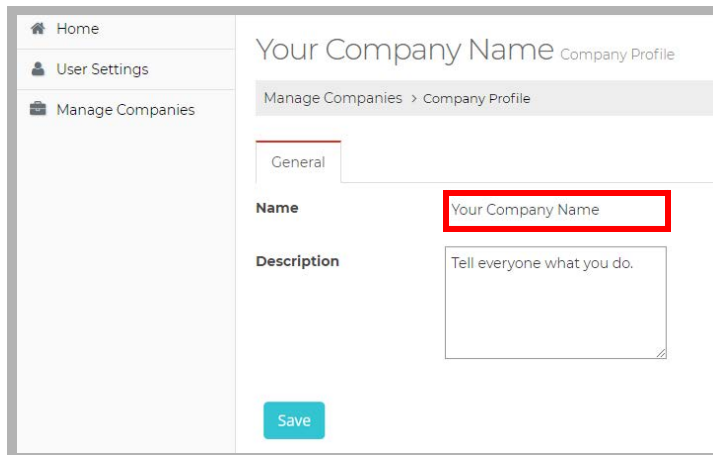 Home
User Settings
Manage Companies
Your Company Name Company Profile
Manage Companies > Company Profile
General
Name
Your Company Name
Description
Tell everyone what you do.
Save